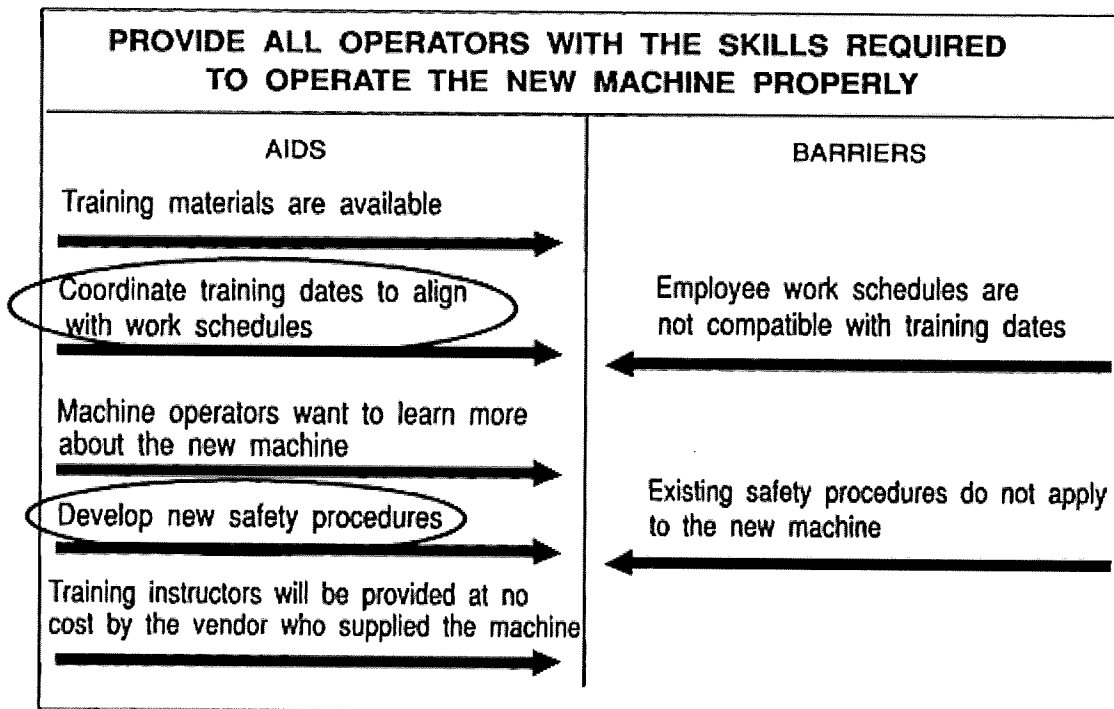 PROVIDE ALL OPERATORS WITH THE SKILLS REQUIRED
TO OPERATE THE NEW MACHINE PROPERLY
AIDS
Training materials are available
Coordinate training dates to align
with work schedules
Machine operators want to learn more
about the new machine
Develop new safety procedures
Training instructors will be provided at no
cost by the vendor who supplied the machine
BARRIERS
Employee work schedules are
not compatible with training dates
Existing safety procedures do not apply
to the new machine